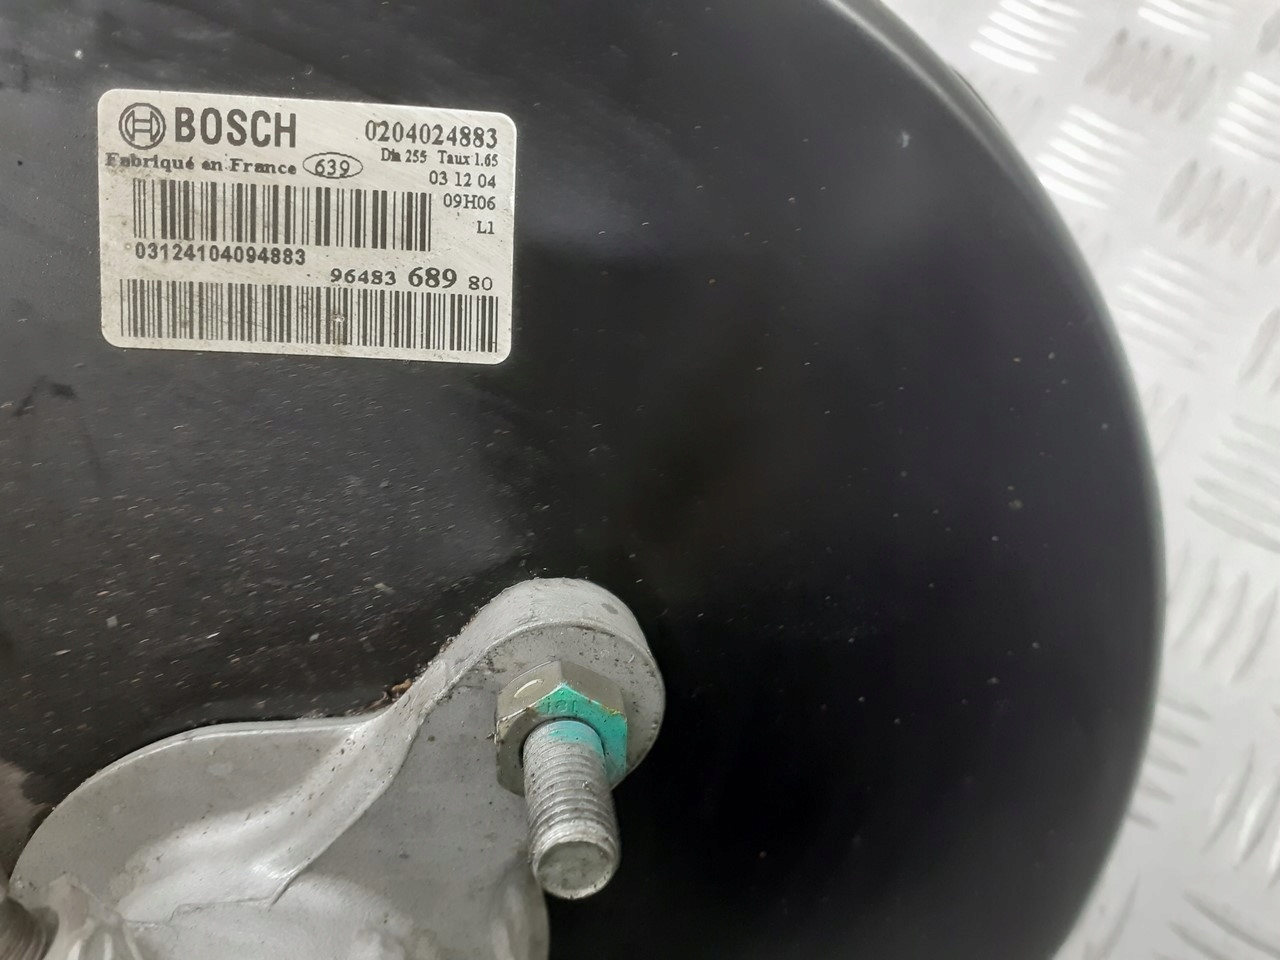 BOSCH 0204024883
Fabriqué en France 639 Dia 255 Taux 1.65
03 12 04
09H06
L1
03124104094883
96483 689 80